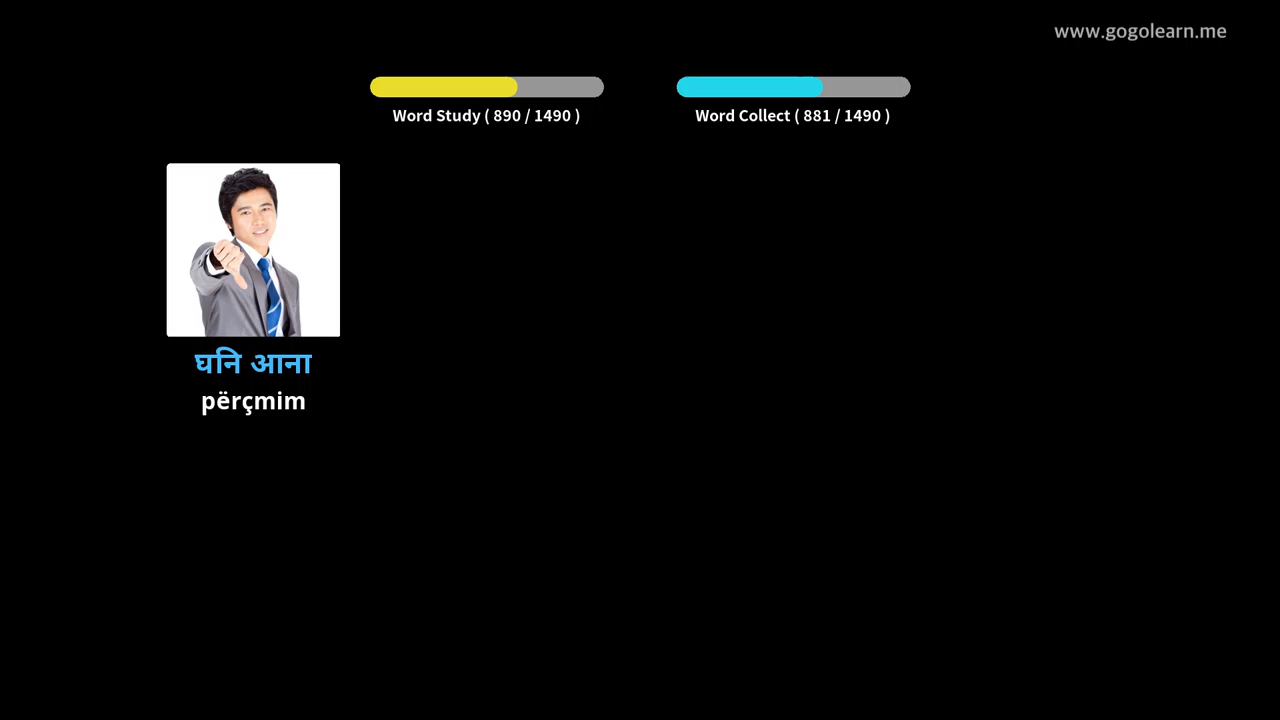 www.gogolearn.me
Word Study ( 890 / 1490 )
Word Collect ( 881 / 1490 )
घनि आना
përçmim